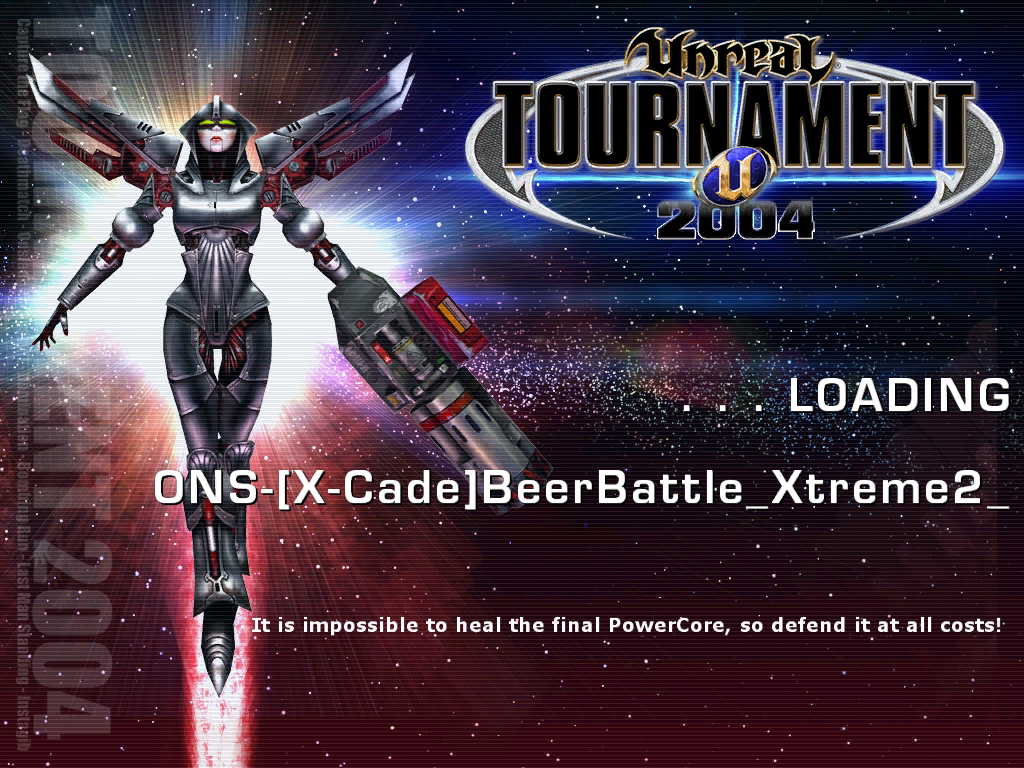 Unreal
TOURNAMENT
2004
. . . LOADING
ONS-[X-Cade]BeerBattle_Xtreme2_
It is impossible to heal the final PowerCore, so defend it at all costs!